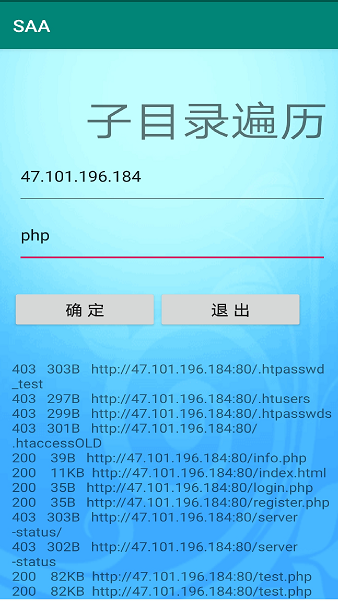 SAA
子目录遍历
47.101.196.184
php
确定
退出
403 303B http://47.101.196.184:80/.htpasswd
_test
403 297B http://47.101.196.184:80/.htusers
403 299B http://47.101.196.184:80/.htpasswds
403 301B http://47.101.196.184:80/
.htaccessOLD
200 39B http://47.101.196.184:80/info.php
200 11KB http://47.101.196.184:80/index.html
200 35B http://47.101.196.184:80/login.php
200 35B http://47.101.196.184:80/register.php
403 303B http://47.101.196.184:80/server
-status/
403 302B http://47.101.196.184:80/server
-status
200 82KB http://47.101.196.184:80/test.php
200 82KB http://47.101.196.184:80/test.php